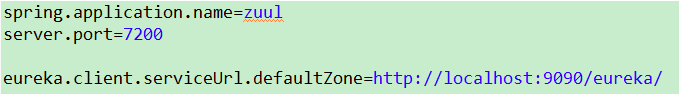 spring.application.name=zuul
server.port=7200
eureka.client.serviceUrl.defaultZone=http://localhost:9090/eureka/